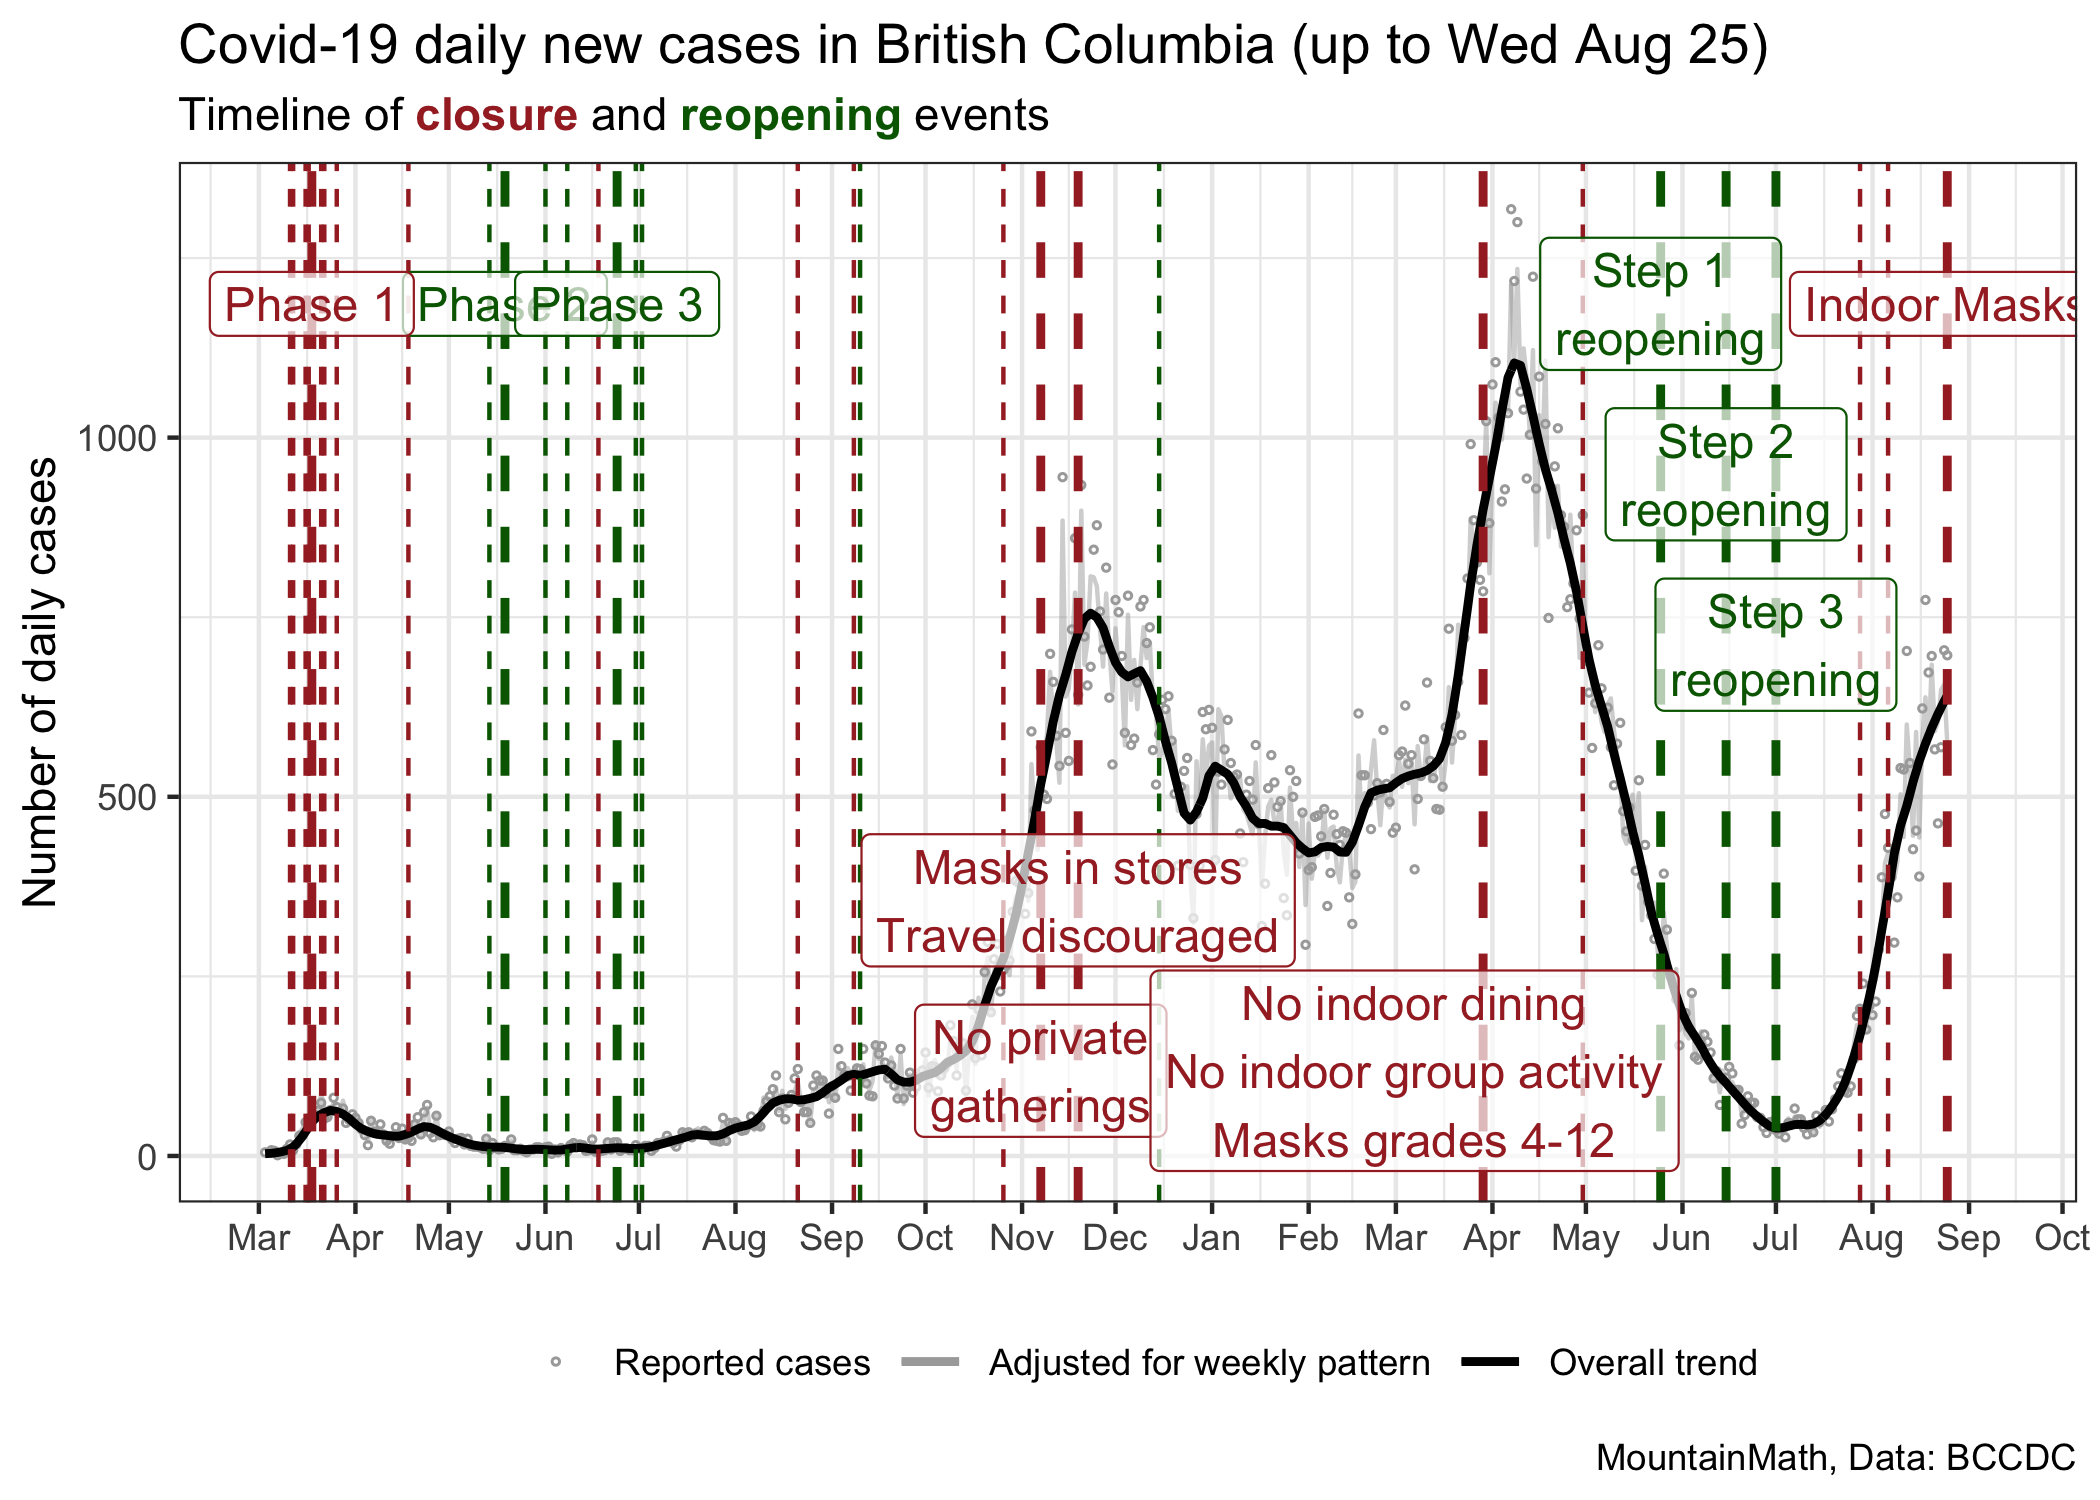 Covid-19 daily new cases in British Columbia (up to Wed Aug 25)
Timeline of closure and reopening events
Number of daily cases
1000
500
0
Phase 1
Phase 2
Phase 3
Step 1
reopening
Indoor Masks
Step 2
reopening
Step 3
reopening
Masks in stores
Travel discouraged
No private
gatherings
No indoor dining
No indoor group activity
Masks grades 4-12
Mar Apr May Jun Jul Aug Sep Oct Nov Dec Jan Feb Mar Apr May Jun Jul Aug Sep Oct
Reported cases Adjusted for weekly pattern Overall trend
MountainMath, Data: BCCDC